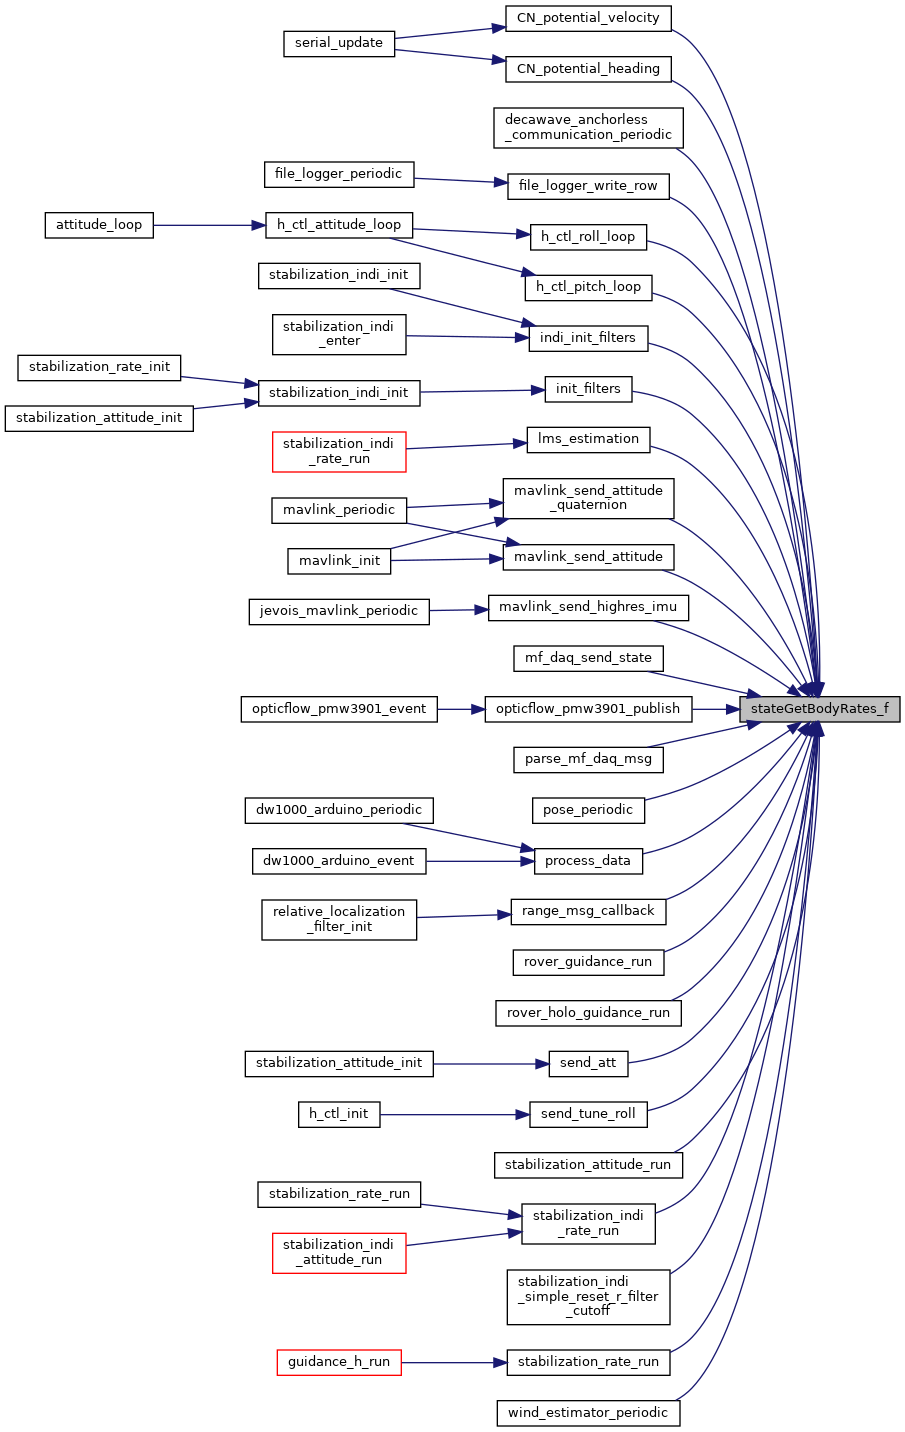 CN_potential_velocity
serial_update
CN_potential_heading
decawave_anchorless
_communication_periodic
file_logger_periodic
file_logger_write_row
attitude_loop
h_ctl_attitude_loop
h_ctl_roll_loop
stabilization_indi_init
h_ctl_pitch_loop
stabilization_indi
_enter
indi_init_filters
stabilization_rate_init
stabilization_indi_init
init_filters
stabilization_attitude_init
stabilization_indi
_rate_run
lms_estimation
mavlink_send_attitude
_quaternion
mavlink_periodic
mavlink_init
mavlink_send_attitude
jevois_mavlink_periodic
mavlink_send_highres_imu
mf_daq_send_state
opticflow_pmw3901_event
opticflow_pmw3901_publish
stateGetBodyRates_f
parse_mf_daq_msg
dw1000_arduino_periodic
pose_periodic
dw1000_arduino_event
process_data
relative_localization
_filter_init
range_msg_callback
rover_guidance_run
rover_holo_guidance_run
stabilization_attitude_init
send_att
h_ctl_init
send_tune_roll
stabilization_attitude_run
stabilization_rate_run
stabilization_indi
_rate_run
stabilization_indi
_attitude_run
stabilization_indi
_simple_reset_r_filter
_cutoff
guidance_h_run
stabilization_rate_run
wind_estimator_periodic